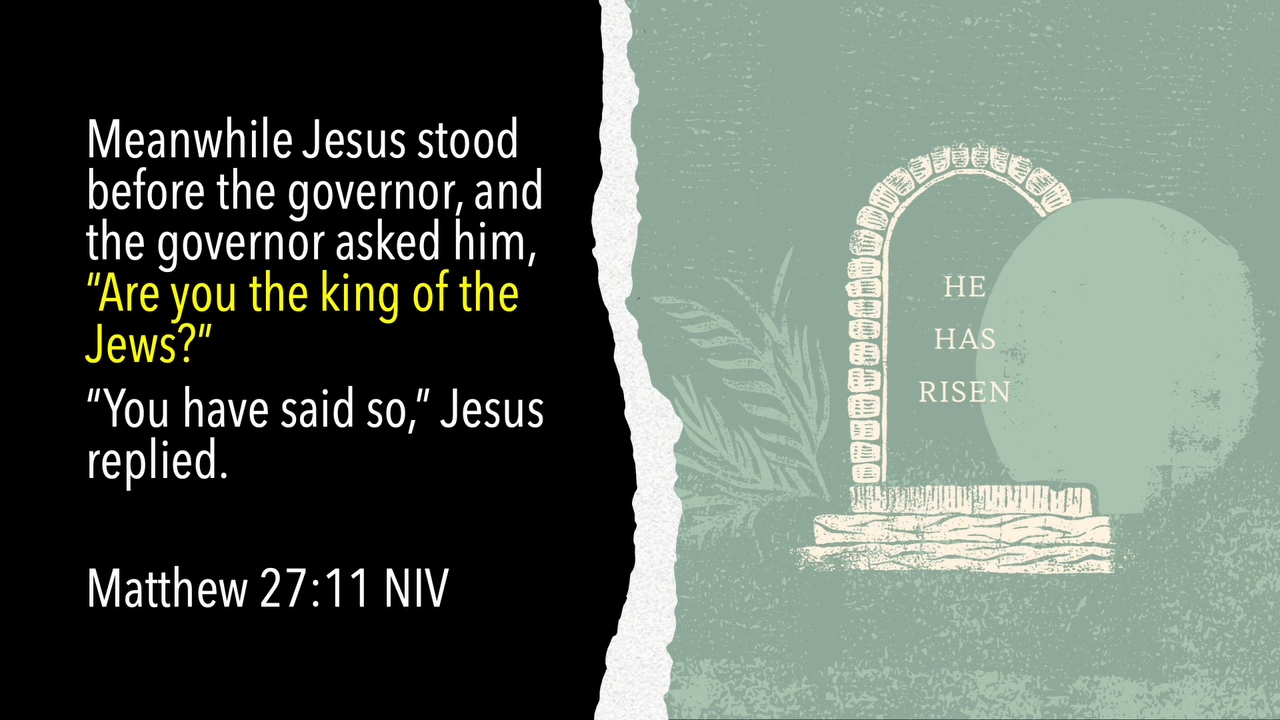 Meanwhile Jesus stood
before the governor, and
the governor asked him,
“Are you the king of the
Jews?”
“You have said so,” Jesus
replied.
Matthew 27:11 NIV
HE
HAS
RISEN